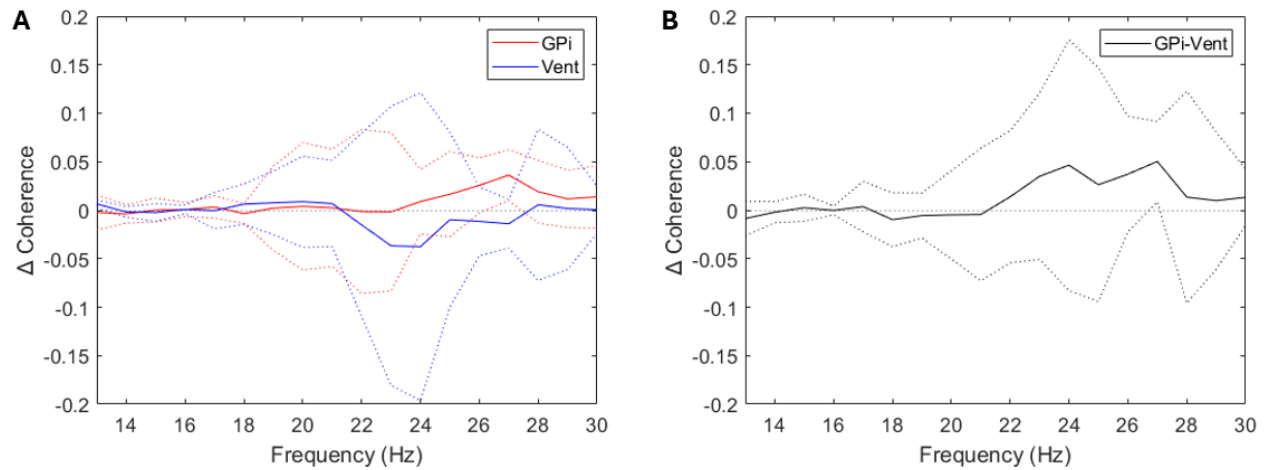 A
GPi
Vent
0.2
0.15
0.1
0.05
0
-0.05
-0.1
-0.15
-0.2
Δ Coherence
14 16 18 20 22 24 26 28 30
Frequency (Hz)
B
GPi-Vent
0.2
0.15
0.1
0.05
0
-0.05
-0.1
-0.15
-0.2
Δ Coherence
14 16 18 20 22 24 26 28 30
Frequency (Hz)